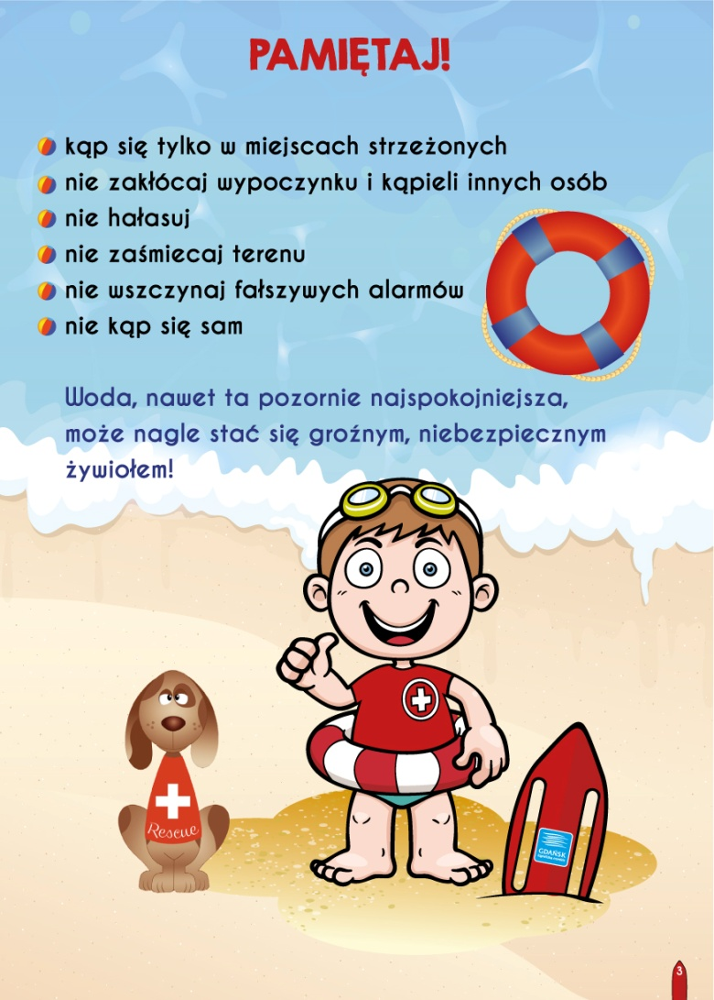 PAMIĘTAJ!
kąp się tylko w miejscach strzeżonych
nie zakłócaj wypoczynku i kąpieli innych osób
nie hałasuj
nie zaśmiecaj terenu
nie wszczynaj fałszywych alarmów
nie kąp się sam
Woda, nawet ta pozornie najspokojniejsza,
może nagle stać się groźnym, niebezpiecznym
żywiołem!
Rescue
GDAŃSK
3